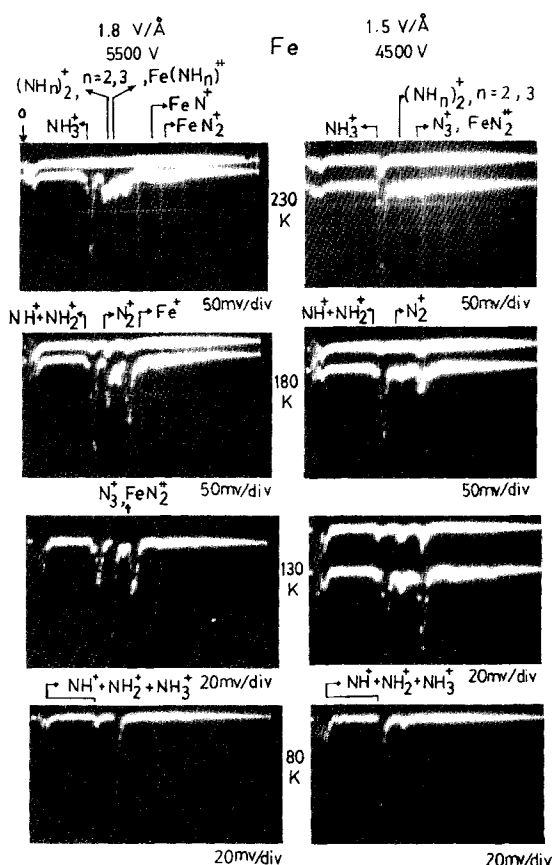 1.8 V/Å
5500 V
Fe
1.5 V/Å
4500 V
(NHn)₂⁺, n=2,3 ,Fe(NHn)⁺⁺
FeN⁺
NH₃⁺ FeN₂⁺
o
(NHn)₂⁺, n=2, 3
NH₃⁺ N₃⁺, FeN₂⁺⁺
230
K
50mv/div
50mv/div
NH⁺+NH₂⁺ N₂⁺ Fe⁺
NH⁺+NH₂⁺ N₂⁺
180
K
50mv/div
50mv/div
N₃⁺,FeN₂⁺⁺
130
K
20mv/div
20mv/div
NH⁺+NH₂⁺+NH₃⁺
NH⁺+NH₂⁺+NH₃⁺
80
K
20mv/div
20mv/div